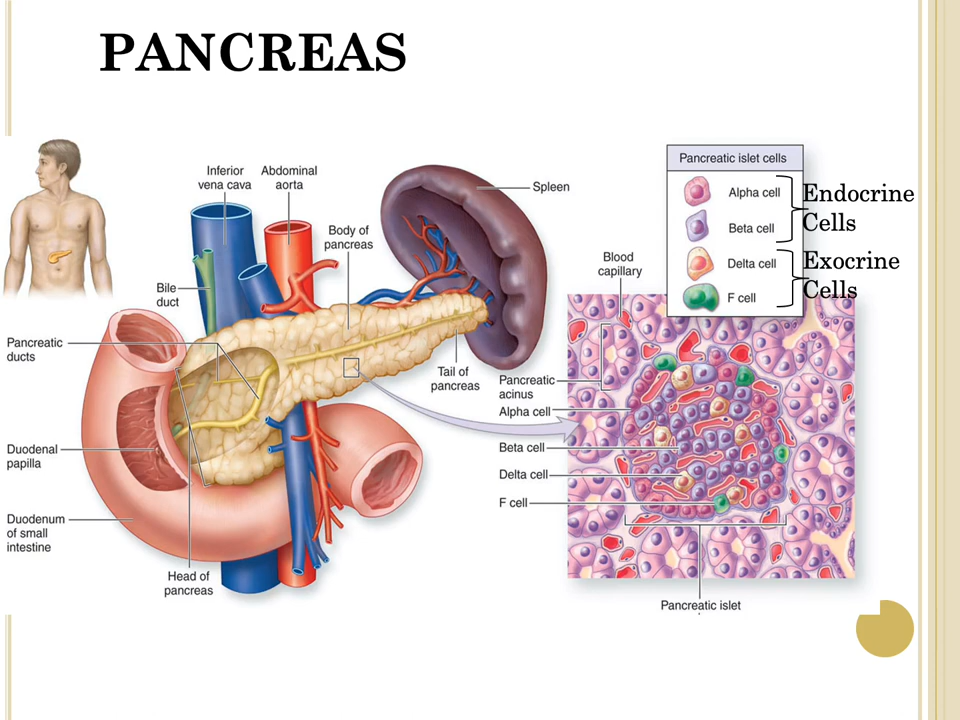 PANCREAS
Inferior
vena cava
Abdominal
aorta
Spleen
Body of
pancreas
Bile
duct
Pancreatic
ducts
Tail of
pancreas
Duodenal
papilla
Duodenum
of small
intestine
Head of
pancreas
Pancreatic islet cells
Alpha cell
Beta cell
Delta cell
F cell
Endocrine
Cells
Exocrine
Cells
Blood
capillary
Pancreatic
acinus
Alpha cell
Beta cell
Delta cell
F cell
Pancreatic islet